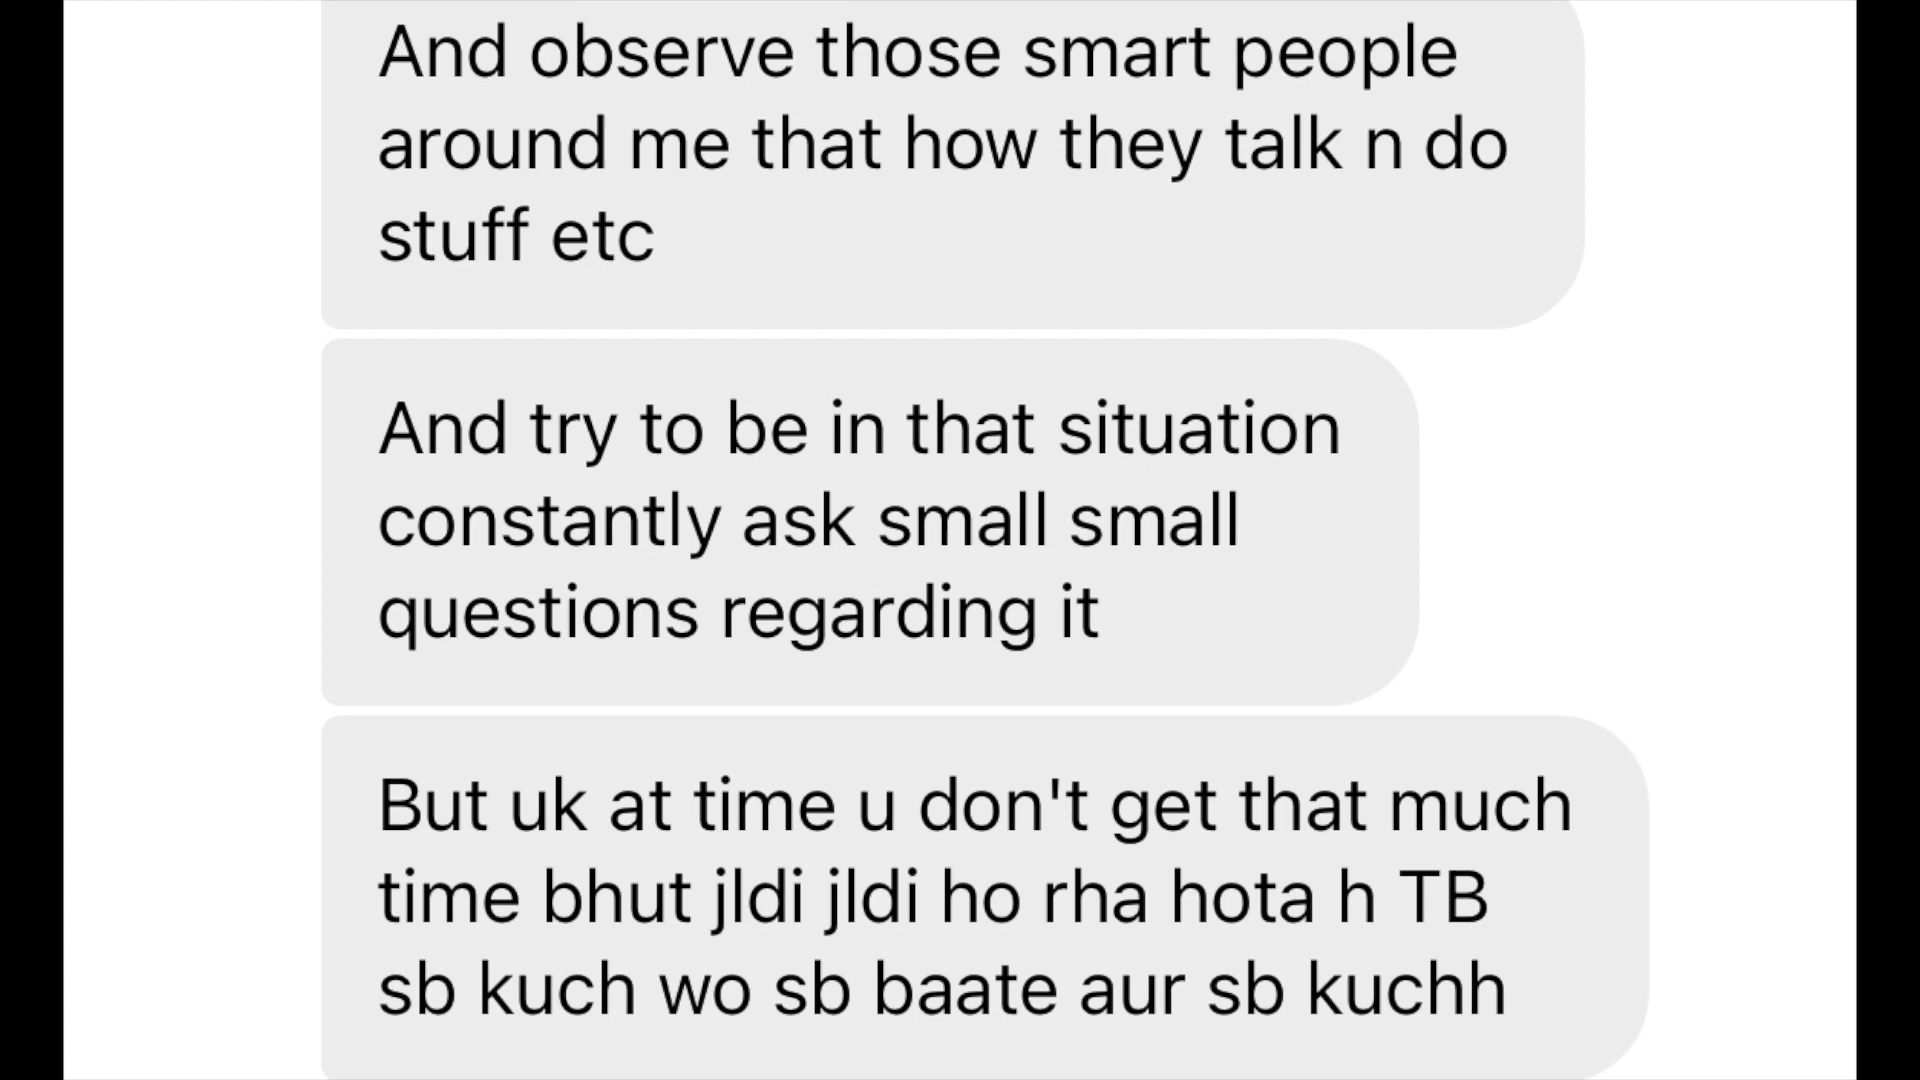 And observe those smart people
around me that how they talk n do
stuff etc
And try to be in that situation
constantly ask small small
questions regarding it
But uk at time u don't get that much
time bhut jldi jldi ho rha hota h TB
sb kuch wo sb baate aur sb kuchh